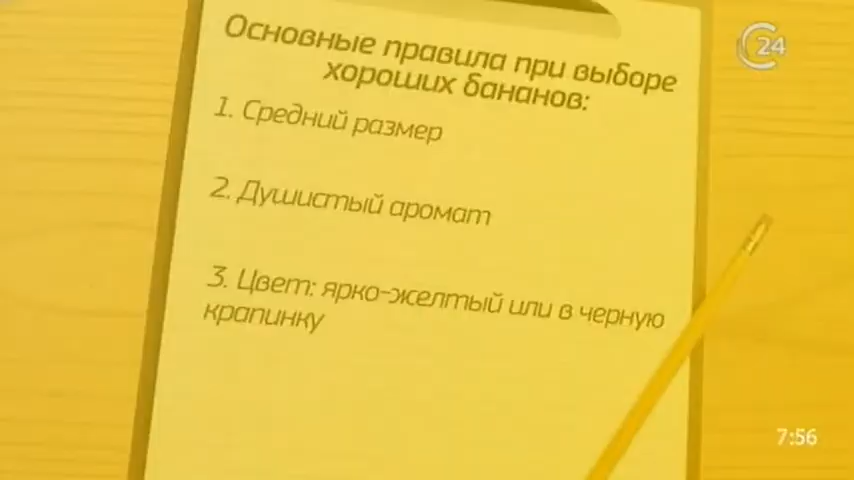 Основные правила при выборе
хороших бананов:
1. Средний размер
2. Душистый аромат
3. Цвет: ярко-желтый или в черную
крапинку
24
7:56